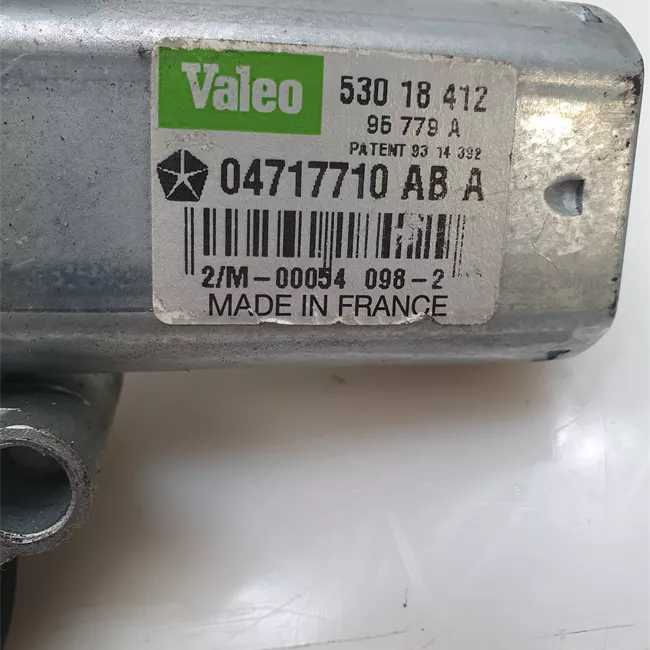 Valeo 530 18 412
95 779 A
PATENT 93 14 392
04717710 AB A
2/M-00054 098-2
MADE IN FRANCE